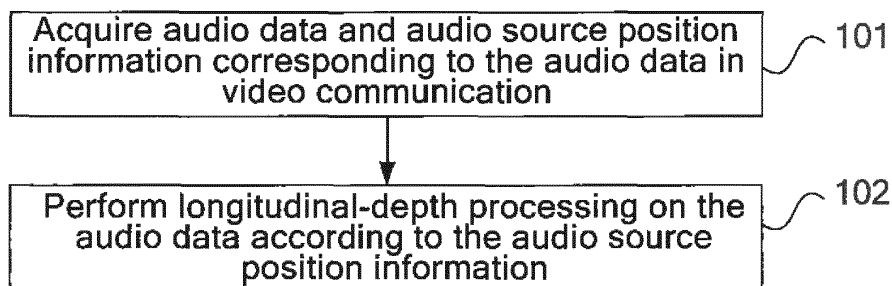 Acquire audio data and audio source position
information corresponding to the audio data in
video communication
101
Perform longitudinal-depth processing on the
audio data according to the audio source
position information
102